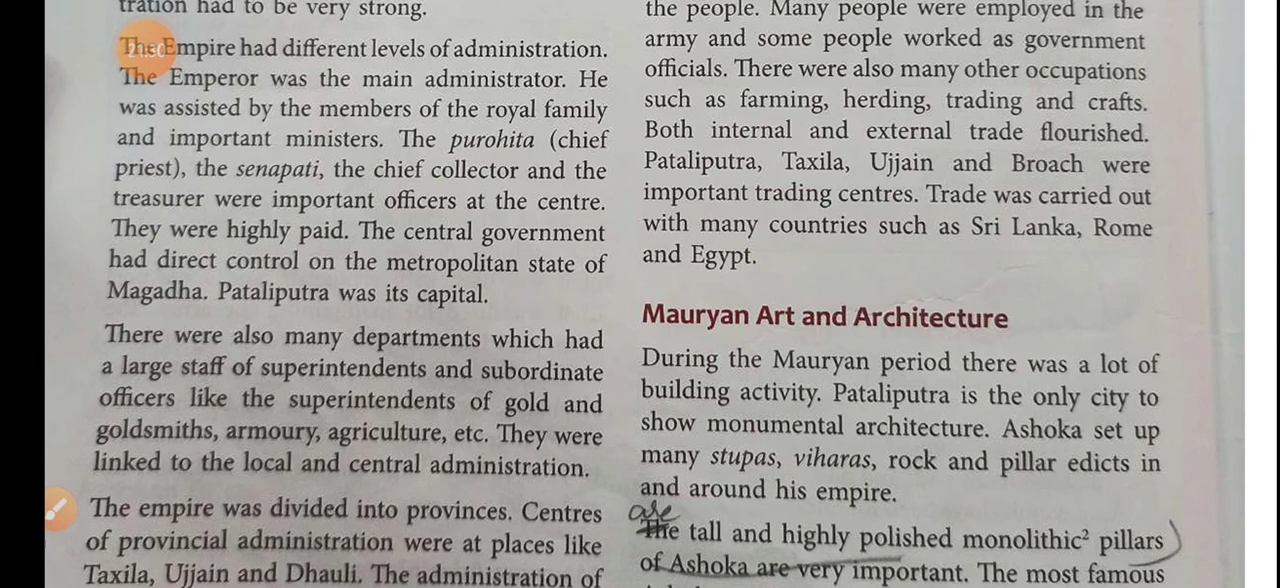 tration had to be very strong.
The Empire had different levels of administration.
The Emperor was the main administrator. He
was assisted by the members of the royal family
and important ministers. The purohita (chief
priest), the senapati, the chief collector and the
treasurer were important officers at the centre.
They were highly paid. The central government
had direct control on the metropolitan state of
Magadha. Pataliputra was its capital.
There were also many departments which had
a large staff of superintendents and subordinate
officers like the superintendents of gold and
goldsmiths, armoury, agriculture, etc. They were
linked to the local and central administration.
The empire was divided into provinces. Centres
of provincial administration were at places like
Taxila, Ujjain and Dhauli. The administration of
the people. Many people were employed in the
army and some people worked as government
officials. There were also many other occupations
such as farming, herding, trading and crafts.
Both internal and external trade flourished.
Pataliputra, Taxila, Ujjain and Broach were
important trading centres. Trade was carried out
with many countries such as Sri Lanka, Rome
and Egypt.
Mauryan Art and Architecture
During the Mauryan period there was a lot of
building activity. Pataliputra is the only city to
show monumental architecture. Ashoka set up
many stupas, viharas, rock and pillar edicts in
and around his empire.
are
The tall and highly polished monolithic² pillars
of Ashoka are very important. The most famous